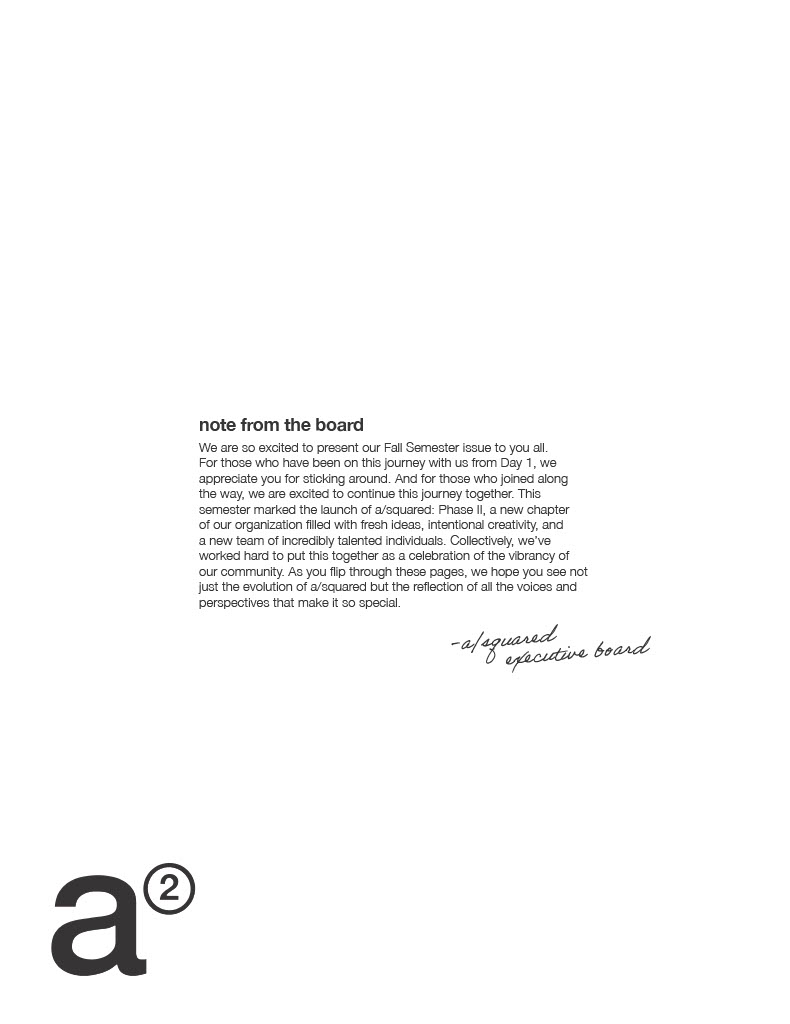 note from the board
We are so excited to present our Fall Semester issue to you all.
For those who have been on this journey with us from Day 1, we
appreciate you for sticking around. And for those who joined along
the way, we are excited to continue this journey together. This
semester marked the launch of a/squared: Phase II, a new chapter
of our organization filled with fresh ideas, intentional creativity, and
a new team of incredibly talented individuals. Collectively, we've
worked hard to put this together as a celebration of the vibrancy of
our community. As you flip through these pages, we hope you see not
just the evolution of a/squared but the reflection of all the voices and
perspectives that make it so special.
-a/squared
executive board
a②